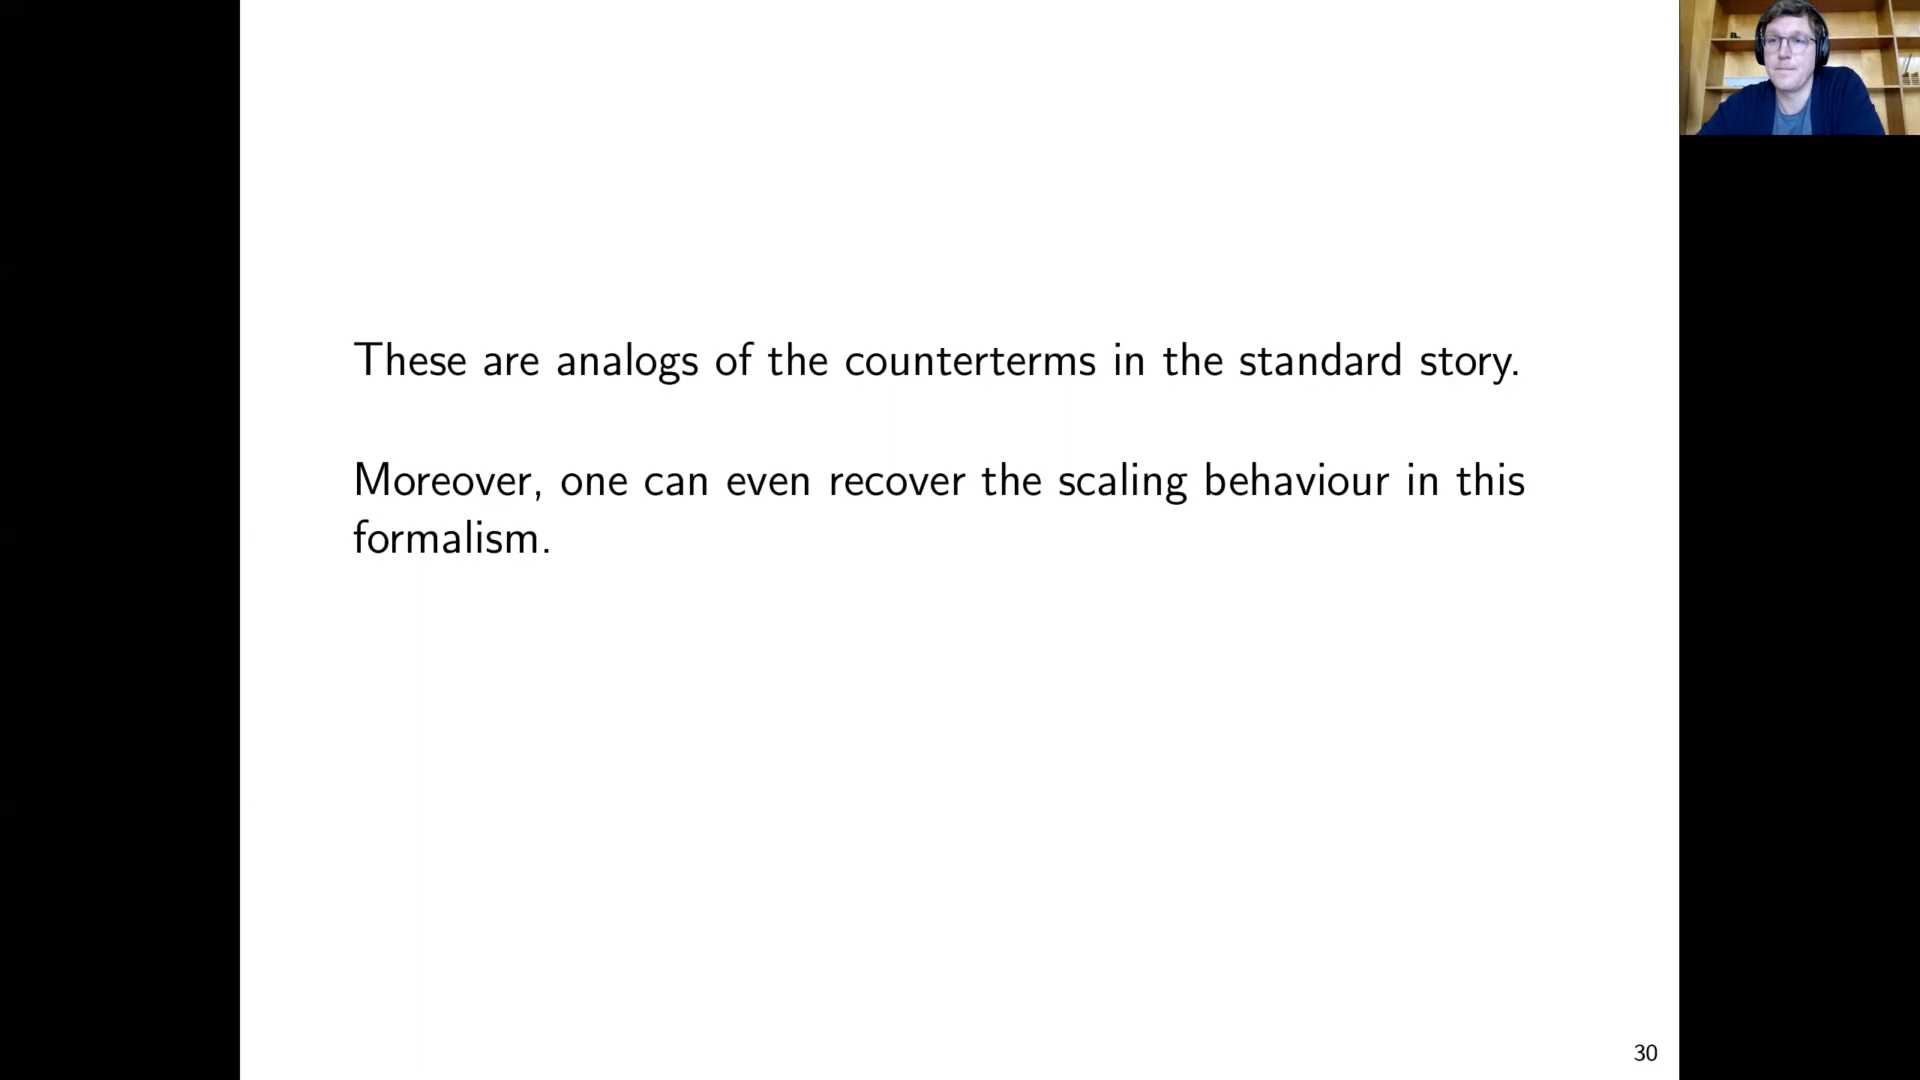 These are analogs of the counterterms in the standard story.
Moreover, one can even recover the scaling behaviour in this
formalism.
30